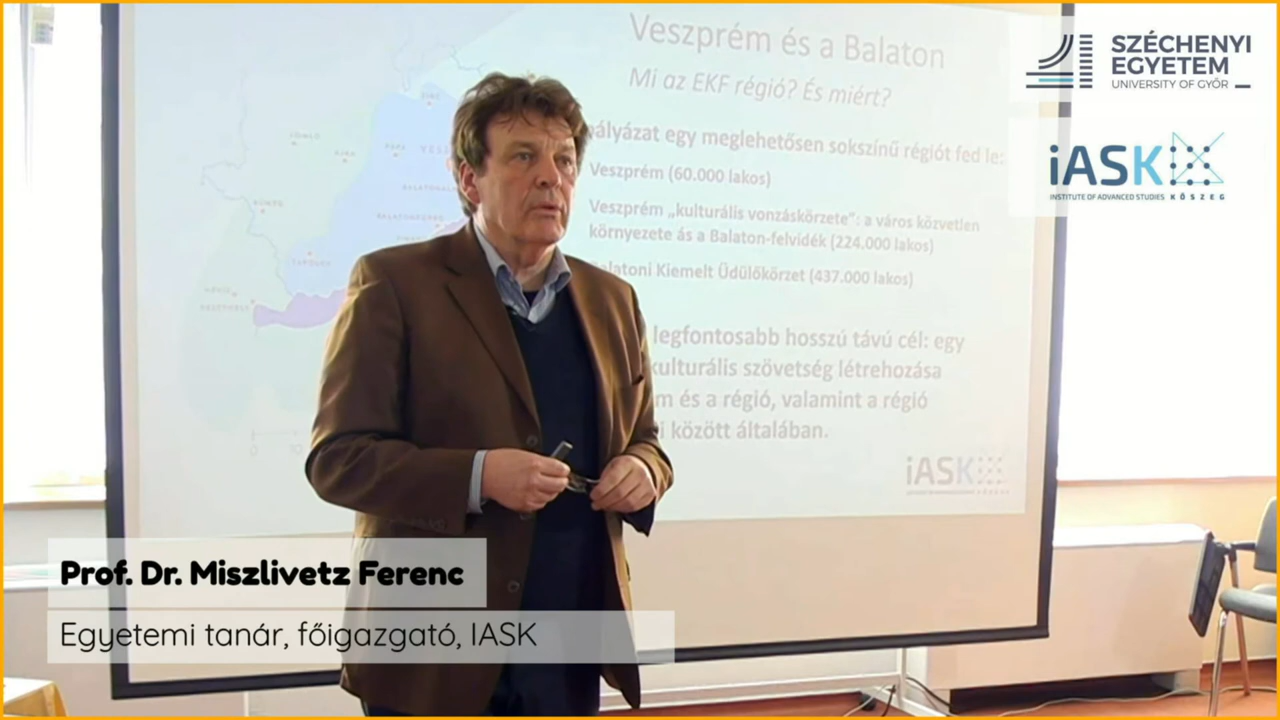 Veszprém és a Balaton
Mi az EKF régió? És miért?
pályázat egy meglehetősen sokszínű régiót fed le:
Veszprém (60.000 lakos)
Veszprém „kulturális vonzáskörzete”: a város közvetlen
környezete ás a Balaton-felvidék (224.000 lakos)
Balatoni Kiemelt Üdülőkörzet (437.000 lakos)
legfontosabb hosszú távú cél: egy
kulturális szövetség létrehozása
és a régió, valamint a régió
között általában.
iASK
SZÉCHENYI
EGYETEM
UNIVERSITY OF GYŐR
iASK
INSTITUTE OF ADVANCED STUDIES KŐSZEG
Prof. Dr. Miszlivetz Ferenc
Egyetemi tanár, főigazgató, IASK